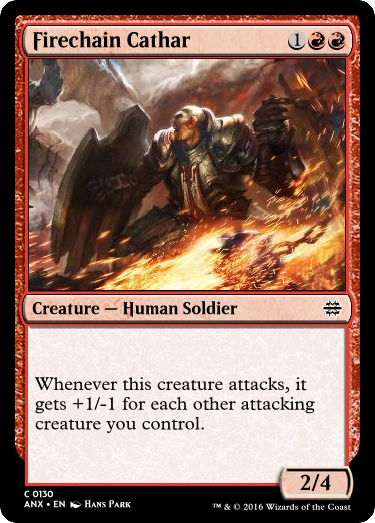 Firechain Cathar 1
Creature — Human Soldier
Whenever this creature attacks, it
gets +1/-1 for each other attacking
creature you control.
2/4
C 0130
ANX • EN Hans Park
™ & © 2016 Wizards of the Coast